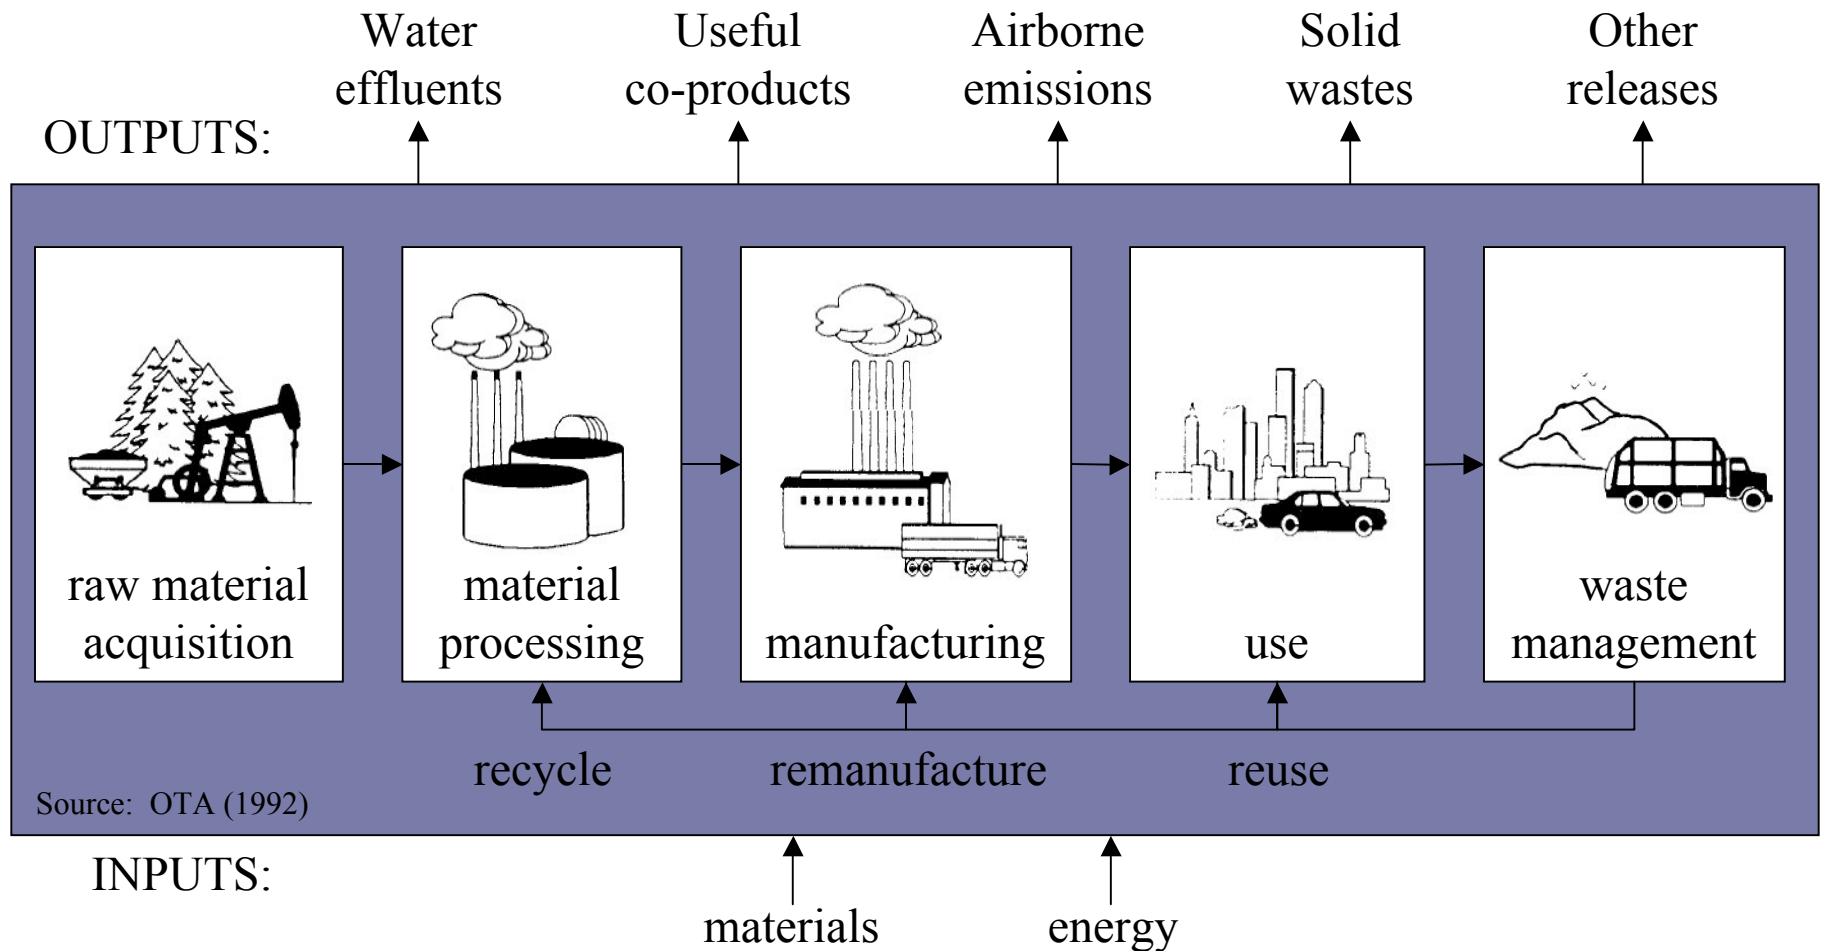 Water
effluents
Useful
co-products
Airborne
emissions
Solid
wastes
Other
releases
OUTPUTS:
raw material
acquisition
material
processing
manufacturing
use
waste
management
recycle
remanufacture
reuse
Source:  OTA (1992)
INPUTS:
materials
energy